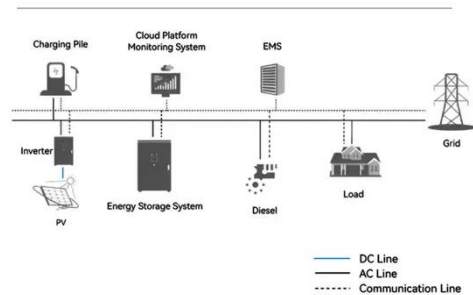 Charging Pile
Cloud Platform
Monitoring System
EMS
Grid
Inverter
PV
Energy Storage System
Diesel
Load
DC Line
AC Line
Communication Line